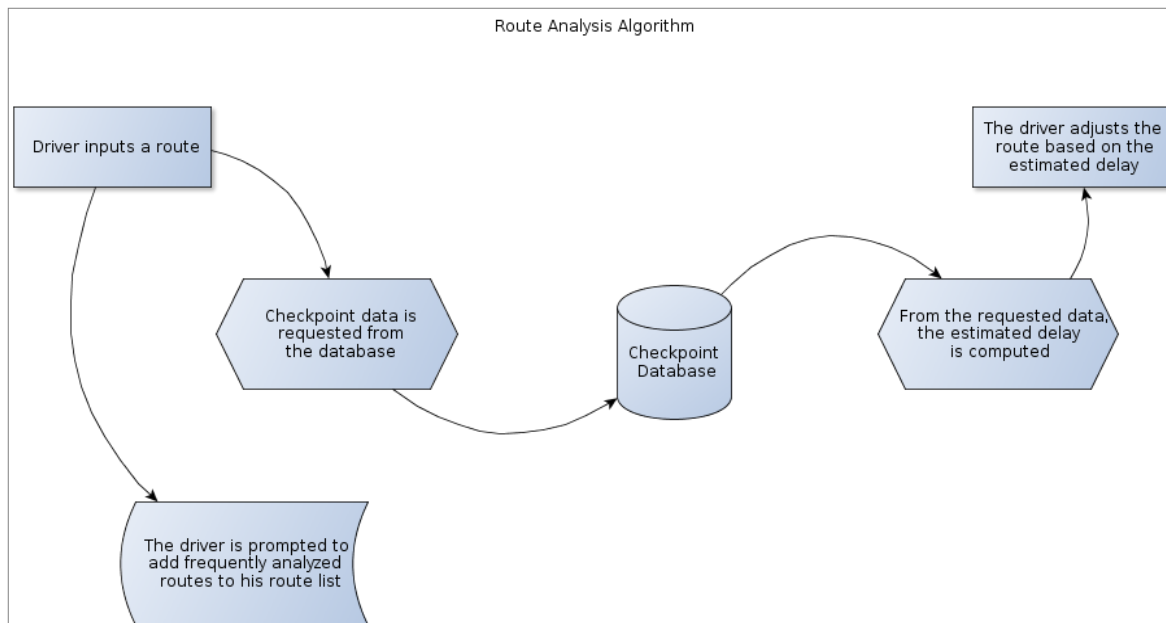 Route Analysis Algorithm
Driver inputs a route
The driver adjusts the
route based on the
estimated delay
Checkpoint data is
requested from
the database
Checkpoint
Database
From the requested data,
the estimated delay
is computed
The driver is prompted to
add frequently analyzed
routes to his route list